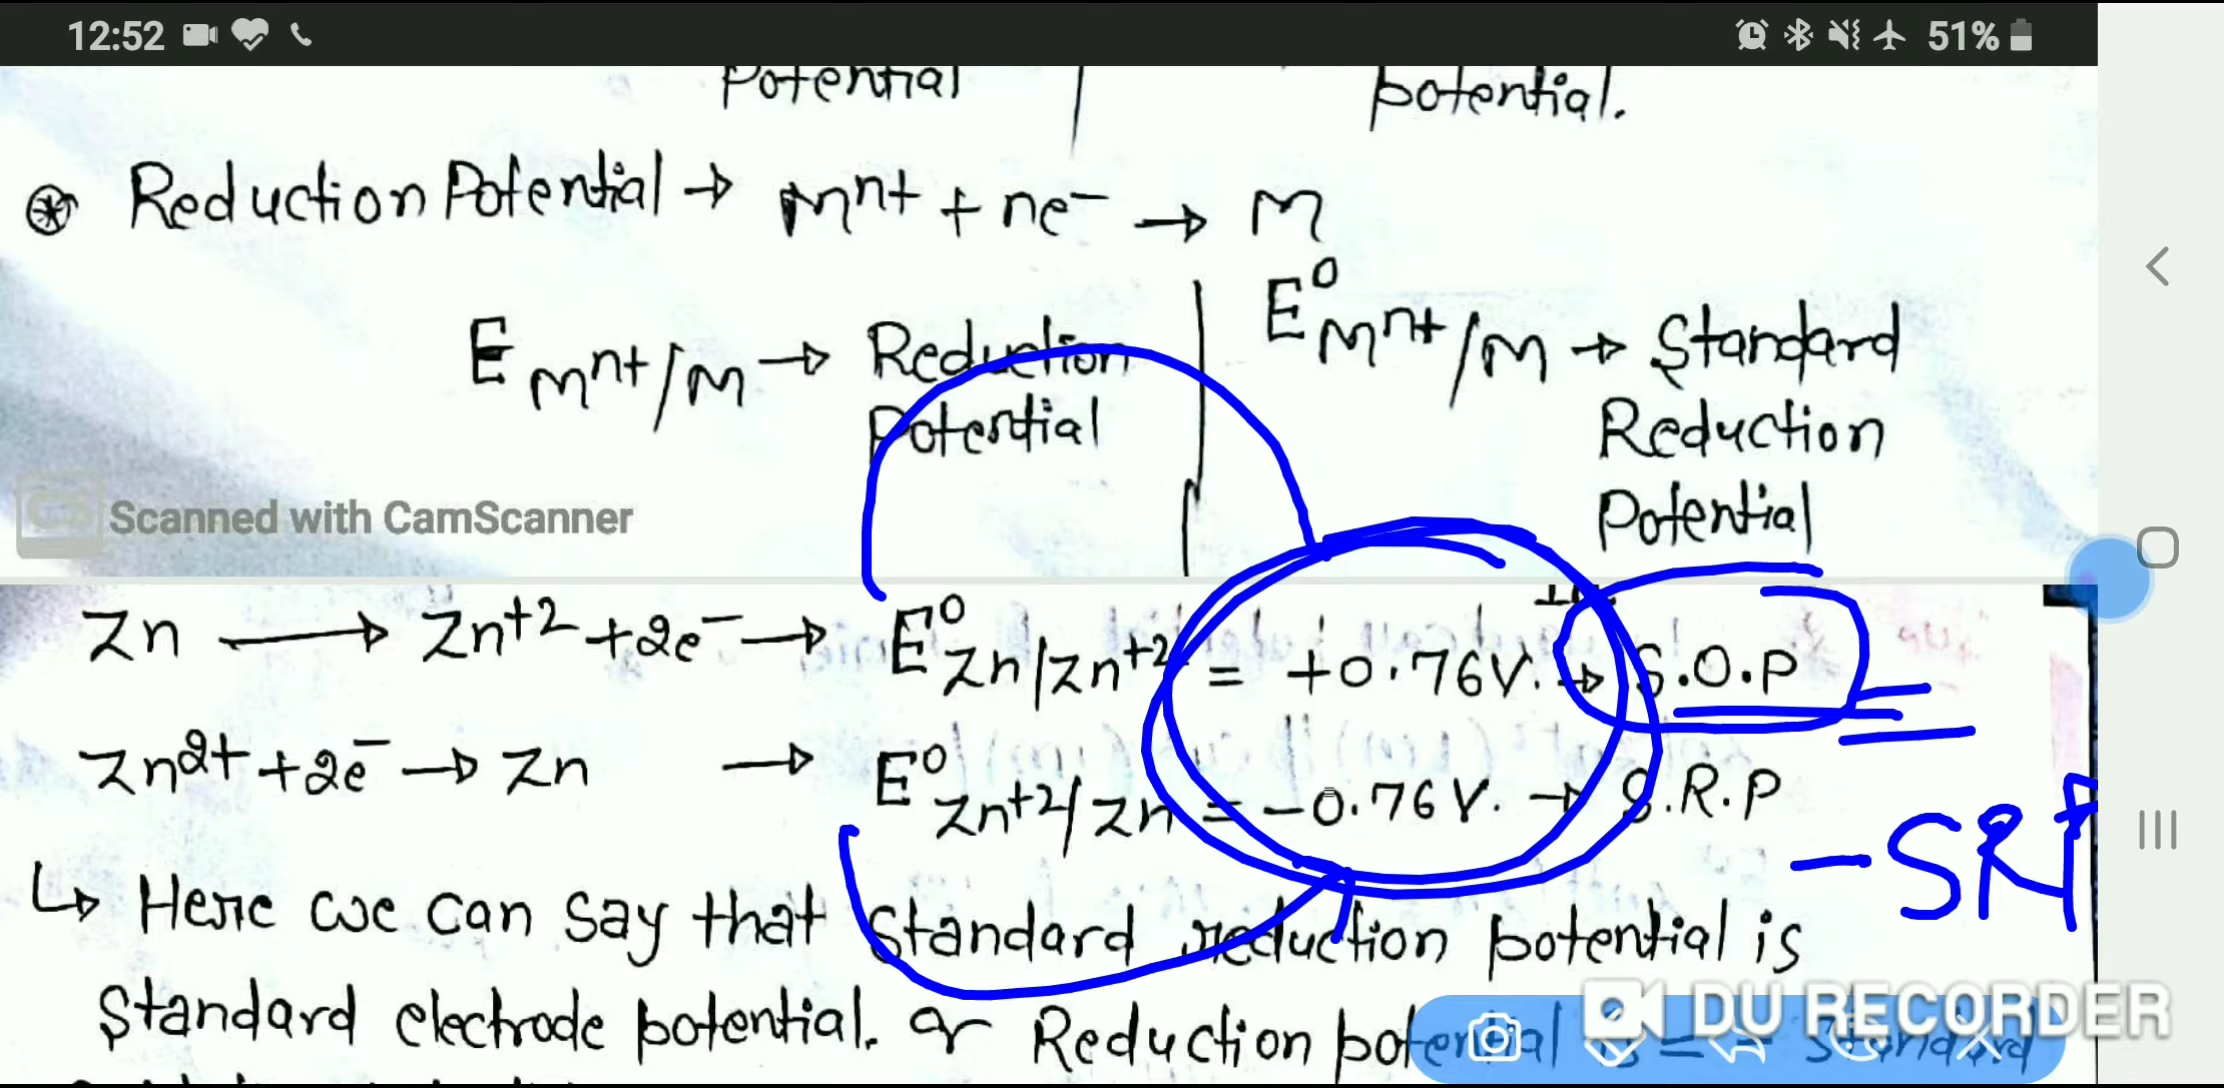 12:52 51%
Potential potential.
Reduction Potential → Mⁿ⁺ + ne⁻ → M
E Mⁿ⁺/M → Reduction Potential
E⁰ Mⁿ⁺/M → Standard Reduction Potential
Scanned with CamScanner
Zn → Zn⁺² + 2e⁻ → E⁰ Zn/Zn⁺² = +0.76V. → S.O.P
Zn²⁺ + 2e⁻ → Zn → E⁰ Zn⁺²/Zn = -0.76V. → S.R.P
- SRP
↳ Here we can say that Standard reduction potential is
Standard electrode potential. or Reduction potential is = - Standard
DU RECORDER